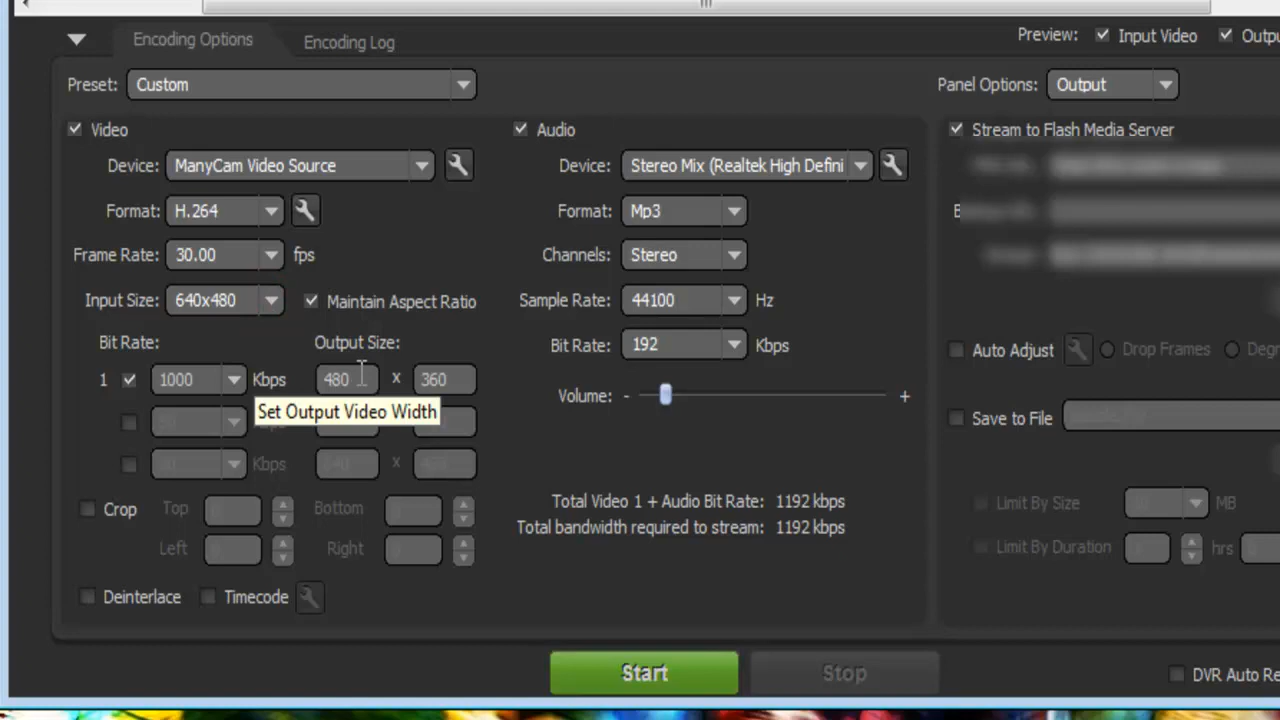 Encoding Options
Encoding Log
Preview:
Input Video
Outpu
Preset:
Custom
Panel Options:
Output
Video
Audio
Stream to Flash Media Server
Device:
ManyCam Video Source
Device:
Stereo Mix (Realtek High Defini
Format:
H.264
Format:
Mp3
Frame Rate:
30.00
fps
Channels:
Stereo
Input Size:
640x480
Maintain Aspect Ratio
Sample Rate:
44100
Hz
Bit Rate:
Output Size:
Bit Rate:
192
Kbps
1
1000
Kbps
480
x
360
Auto Adjust
Drop Frames
Degr
Set Output Video Width
Volume:
-
+
Save to File
Kbps
x
Crop
Top
Bottom
Total Video 1 + Audio Bit Rate: 1192 kbps
Limit By Size
MB
Total bandwidth required to stream: 1192 kbps
Left
Right
Limit By Duration
hrs
Deinterlace
Timecode
Start
Stop
DVR Auto Re